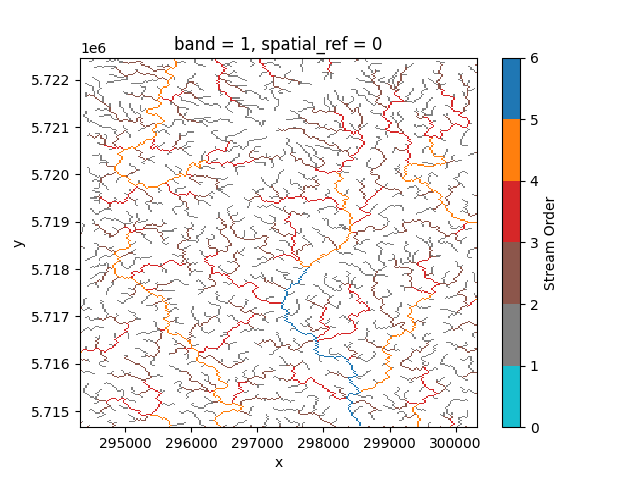 band = 1, spatial_ref = 0
1e6
5.722
5.721
5.720
5.719
5.718
5.717
5.716
5.715
y
295000 296000 297000 298000 299000 300000
x
6
5
4
3
2
1
0
Stream Order